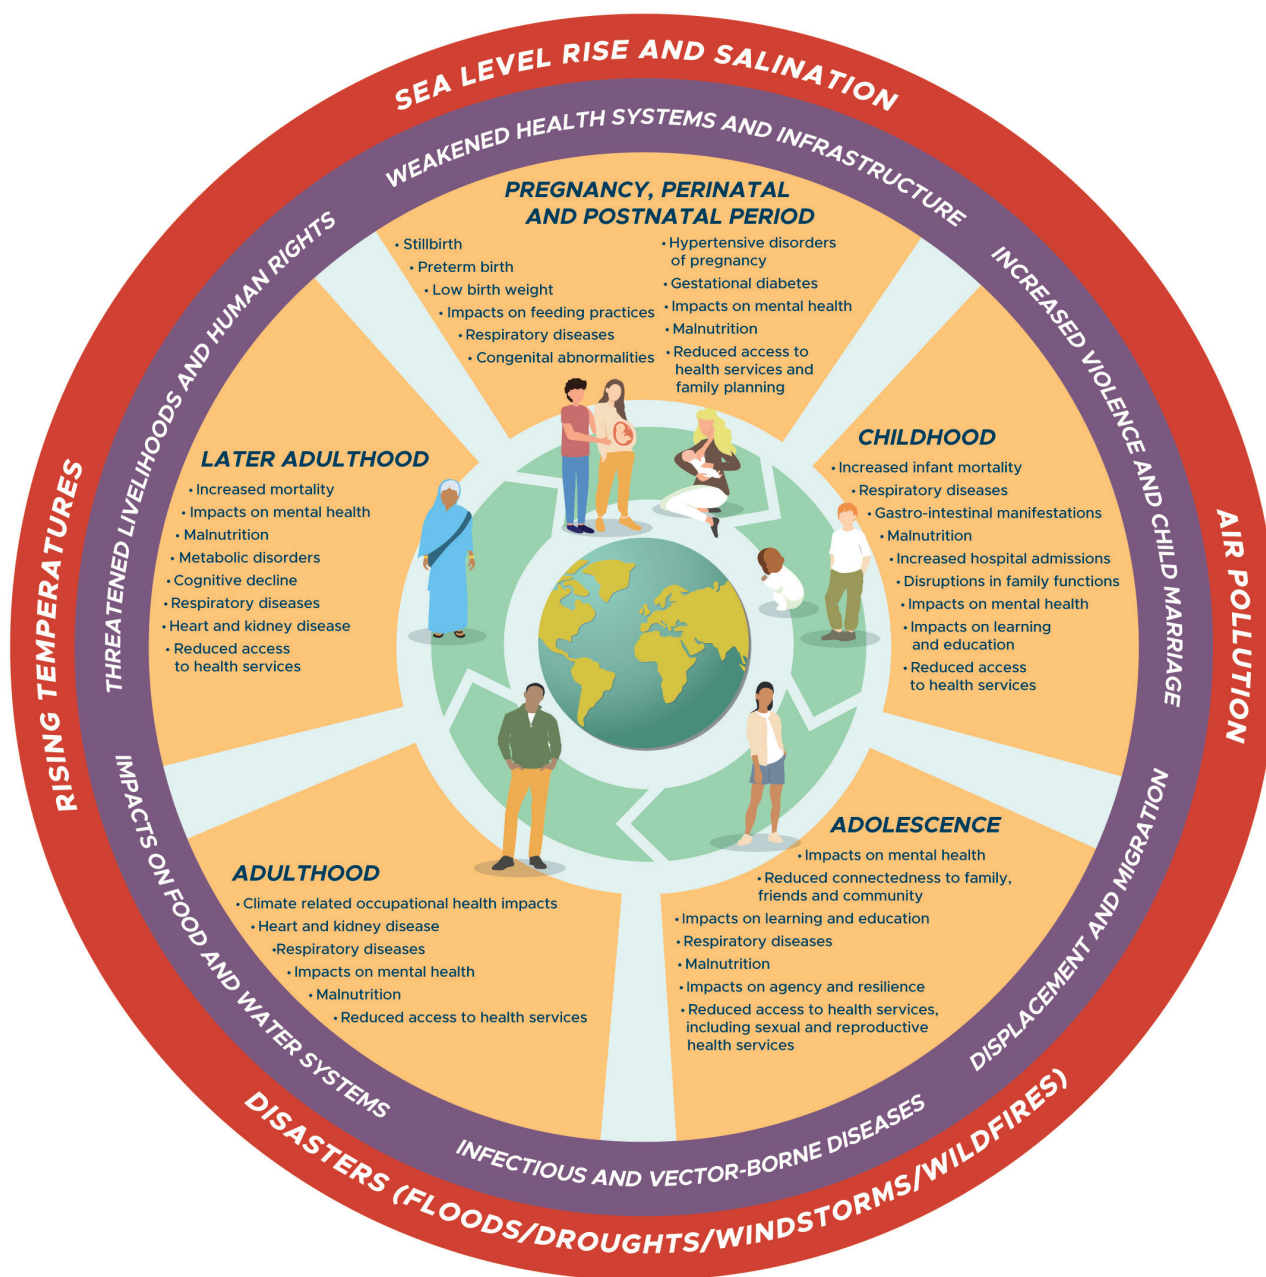 SEA LEVEL RISE AND SALINATION
AIR POLLUTION
DISASTERS (FLOODS/DROUGHTS/WINDSTORMS/WILDFIRES)
RISING TEMPERATURES
WEAKENED HEALTH SYSTEMS AND INFRASTRUCTURE
INCREASED VIOLENCE AND CHILD MARRIAGE
DISPLACEMENT AND MIGRATION
INFECTIOUS AND VECTOR-BORNE DISEASES
IMPACTS ON FOOD AND WATER SYSTEMS
THREATENED LIVELIHOODS AND HUMAN RIGHTS
PREGNANCY, PERINATAL
AND POSTNATAL PERIOD
• Stillbirth
• Preterm birth
• Low birth weight
• Impacts on feeding practices
• Respiratory diseases
• Congenital abnormalities
• Hypertensive disorders
of pregnancy
• Gestational diabetes
• Impacts on mental health
• Malnutrition
• Reduced access to
health services and
family planning
CHILDHOOD
• Increased infant mortality
• Respiratory diseases
• Gastro-intestinal manifestations
• Malnutrition
• Increased hospital admissions
• Disruptions in family functions
• Impacts on mental health
• Impacts on learning
and education
• Reduced access
to health services
ADOLESCENCE
• Impacts on mental health
• Reduced connectedness to family,
friends and community
• Impacts on learning and education
• Respiratory diseases
• Malnutrition
• Impacts on agency and resilience
• Reduced access to health services,
including sexual and reproductive
health services
ADULTHOOD
• Climate related occupational health impacts
• Heart and kidney disease
•Respiratory diseases
• Impacts on mental health
• Malnutrition
• Reduced access to health services
LATER ADULTHOOD
• Increased mortality
• Impacts on mental health
• Malnutrition
• Metabolic disorders
• Cognitive decline
• Respiratory diseases
• Heart and kidney disease
• Reduced access
to health services